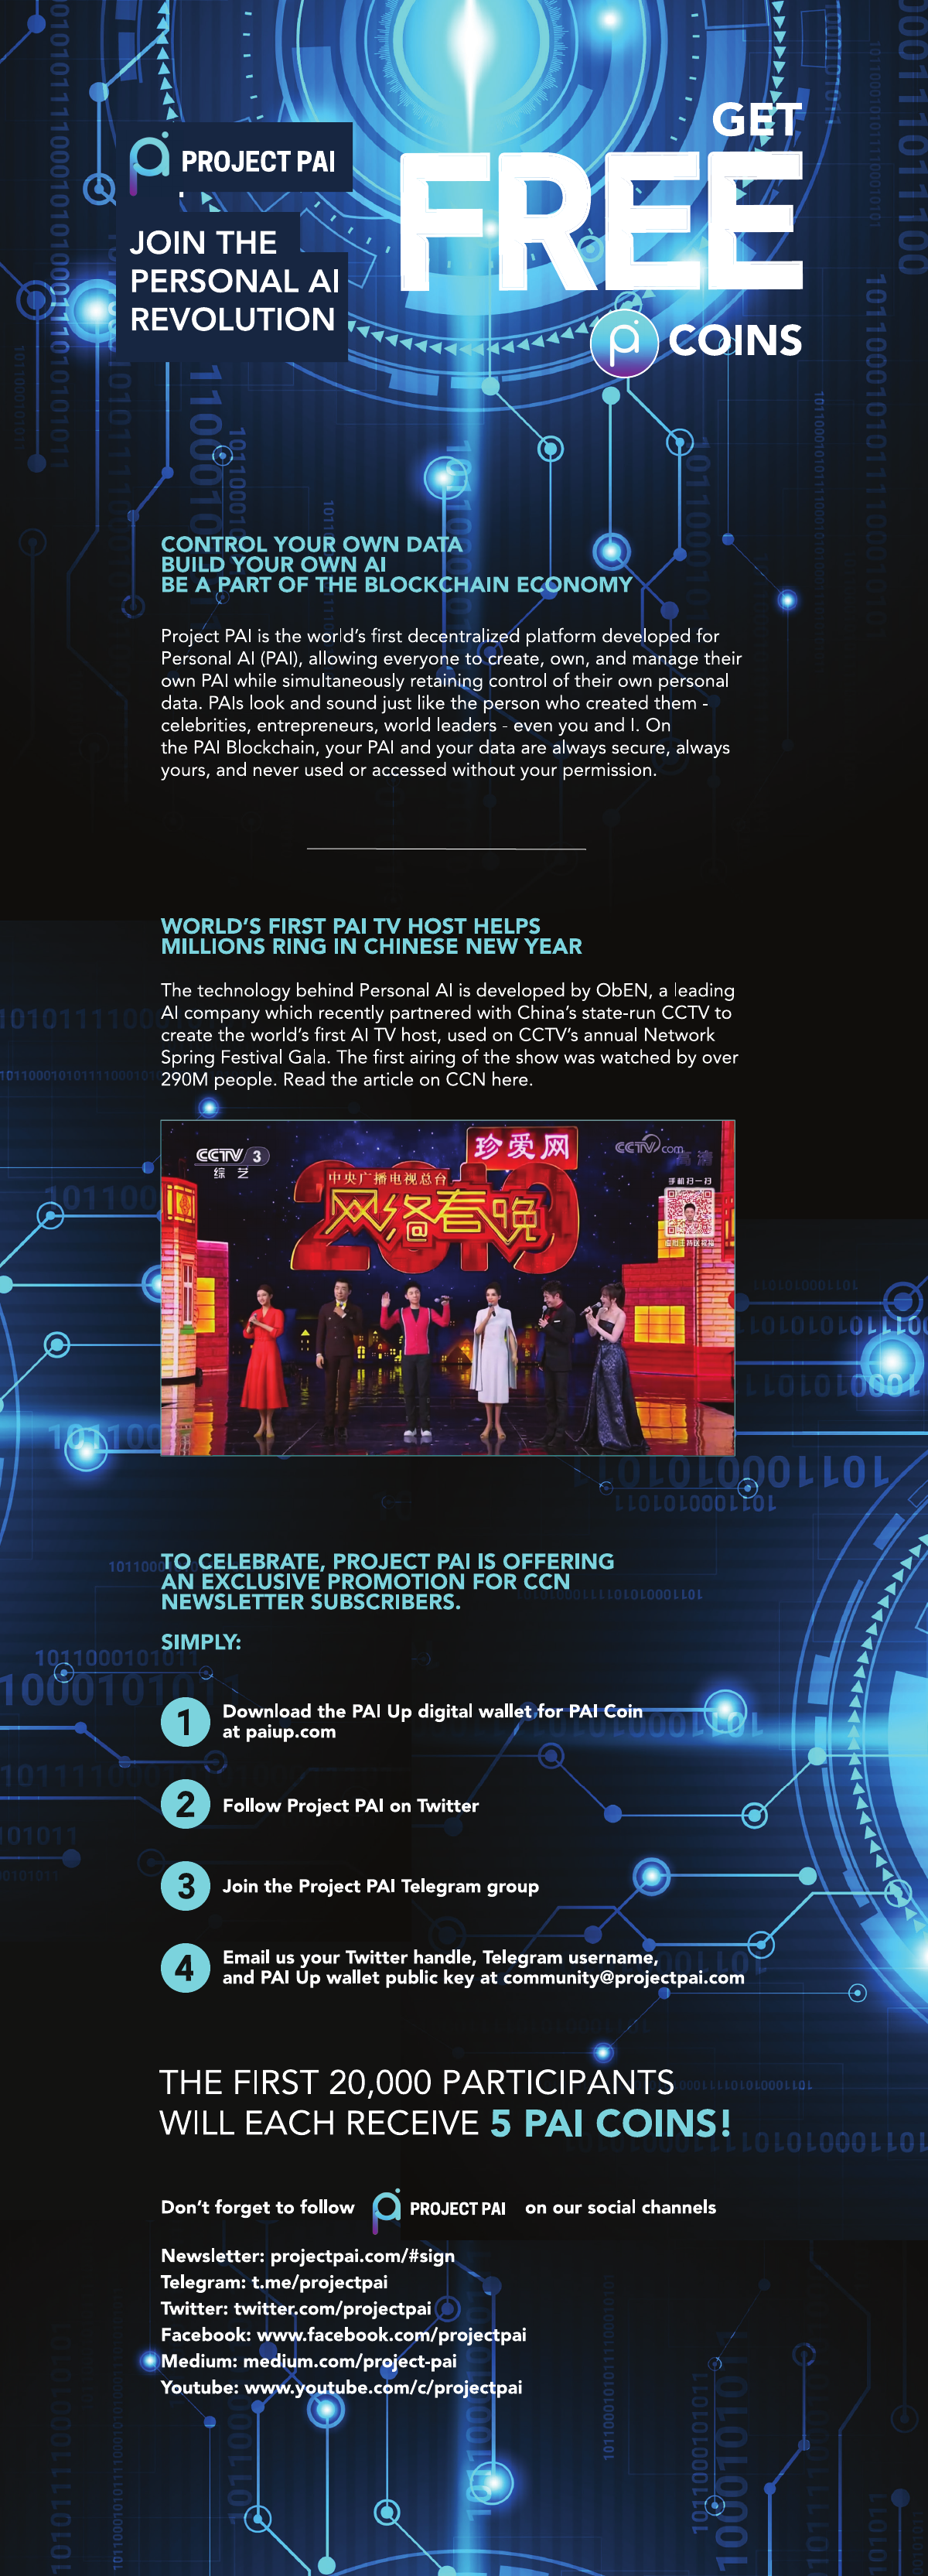 GET
FREE
COINS
PROJECT PAI
JOIN THE
PERSONAL AI
REVOLUTION
CONTROL YOUR OWN DATA
BUILD YOUR OWN AI
BE A PART OF THE BLOCKCHAIN ECONOMY
Project PAI is the world’s first decentralized platform developed for
Personal AI (PAI), allowing everyone to create, own, and manage their
own PAI while simultaneously retaining control of their own personal
data. PAIs look and sound just like the person who created them -
celebrities, entrepreneurs, world leaders - even you and I. On
the PAI Blockchain, your PAI and your data are always secure, always
yours, and never used or accessed without your permission.
WORLD’S FIRST PAI TV HOST HELPS
MILLIONS RING IN CHINESE NEW YEAR
The technology behind Personal AI is developed by ObEN, a leading
AI company which recently partnered with China’s state-run CCTV to
create the world’s first AI TV host, used on CCTV’s annual Network
Spring Festival Gala. The first airing of the show was watched by over
290M people. Read the article on CCN here.
CCTV 3
综艺
珍爱网
CCTV.com
高清
中央广播电视总台
2019
网络春晚
@
手机扫一扫
TO CELEBRATE, PROJECT PAI IS OFFERING
AN EXCLUSIVE PROMOTION FOR CCN
NEWSLETTER SUBSCRIBERS.
SIMPLY:
1 Download the PAI Up digital wallet for PAI Coin
at paiup.com
2 Follow Project PAI on Twitter
3 Join the Project PAI Telegram group
4 Email us your Twitter handle, Telegram username,
and PAI Up wallet public key at community@projectpai.com
THE FIRST 20,000 PARTICIPANTS
WILL EACH RECEIVE 5 PAI COINS!
Don’t forget to follow PROJECT PAI on our social channels
Newsletter: projectpai.com/#sign
Telegram: t.me/projectpai
Twitter: twitter.com/projectpai
Facebook: www.facebook.com/projectpai
Medium: medium.com/project-pai
Youtube: www.youtube.com/c/projectpai